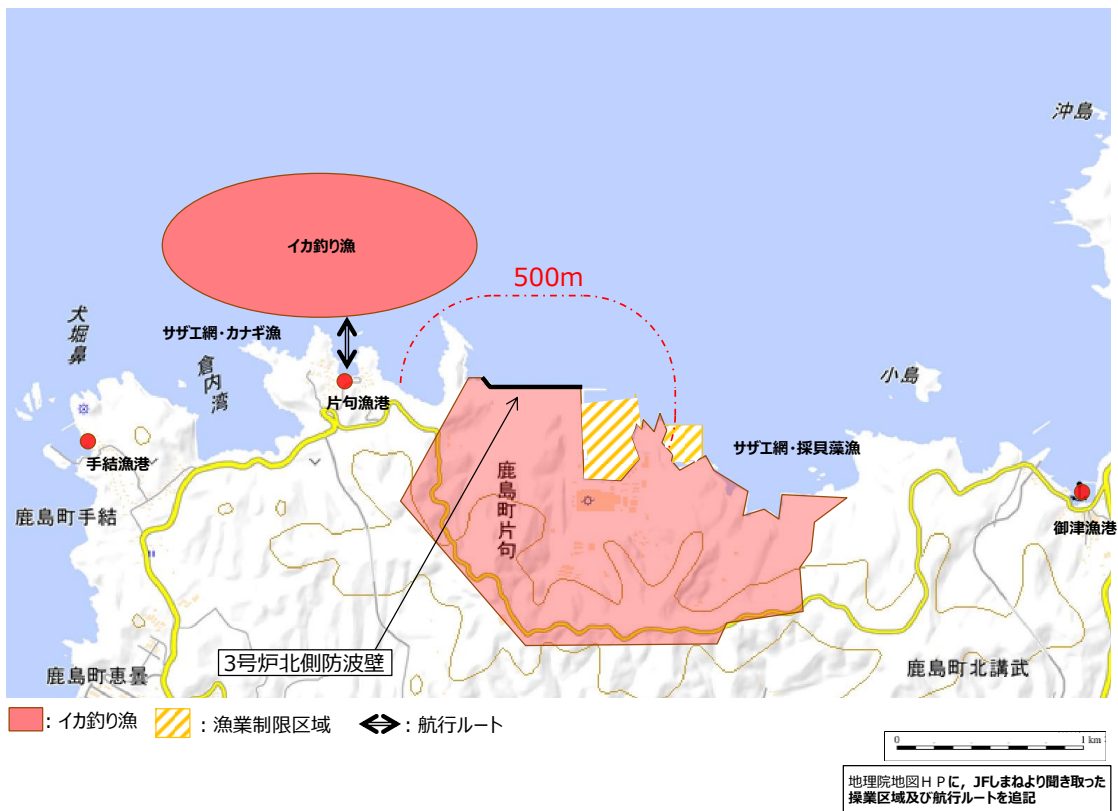 沖島
イカ釣り漁
500m
犬堀鼻
サザエ網・カナギ漁
倉内湾
小島
片句漁港
手結漁港
サザエ網・採貝藻漁
鹿島町片句
鹿島町手結
御津漁港
3号炉北側防波壁
鹿島町恵曇
鹿島町北講武
：イカ釣り漁
：漁業制限区域
：航行ルート
0 1 km
地理院地図ＨＰに，JFしまねより聞き取った
操業区域及び航行ルートを追記